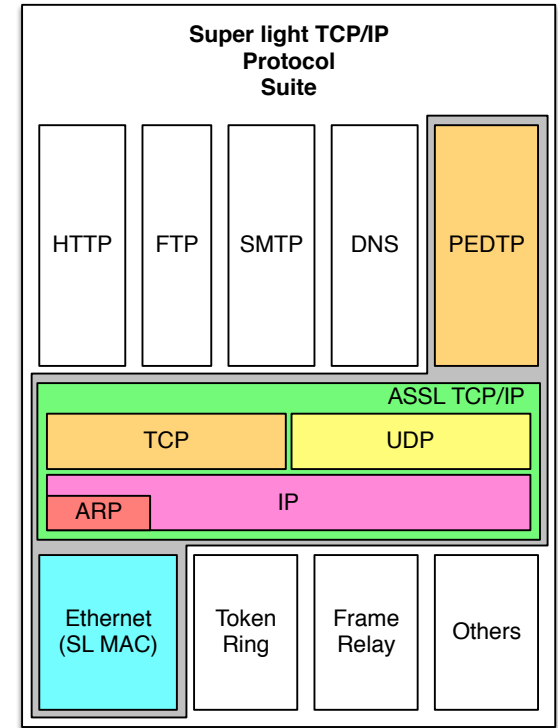 Super light TCP/IP
Protocol
Suite
HTTP
FTP
SMTP
DNS
PEDTP
ASSL TCP/IP
TCP
UDP
IP
ARP
Ethernet
(SL MAC)
Token
Ring
Frame
Relay
Others